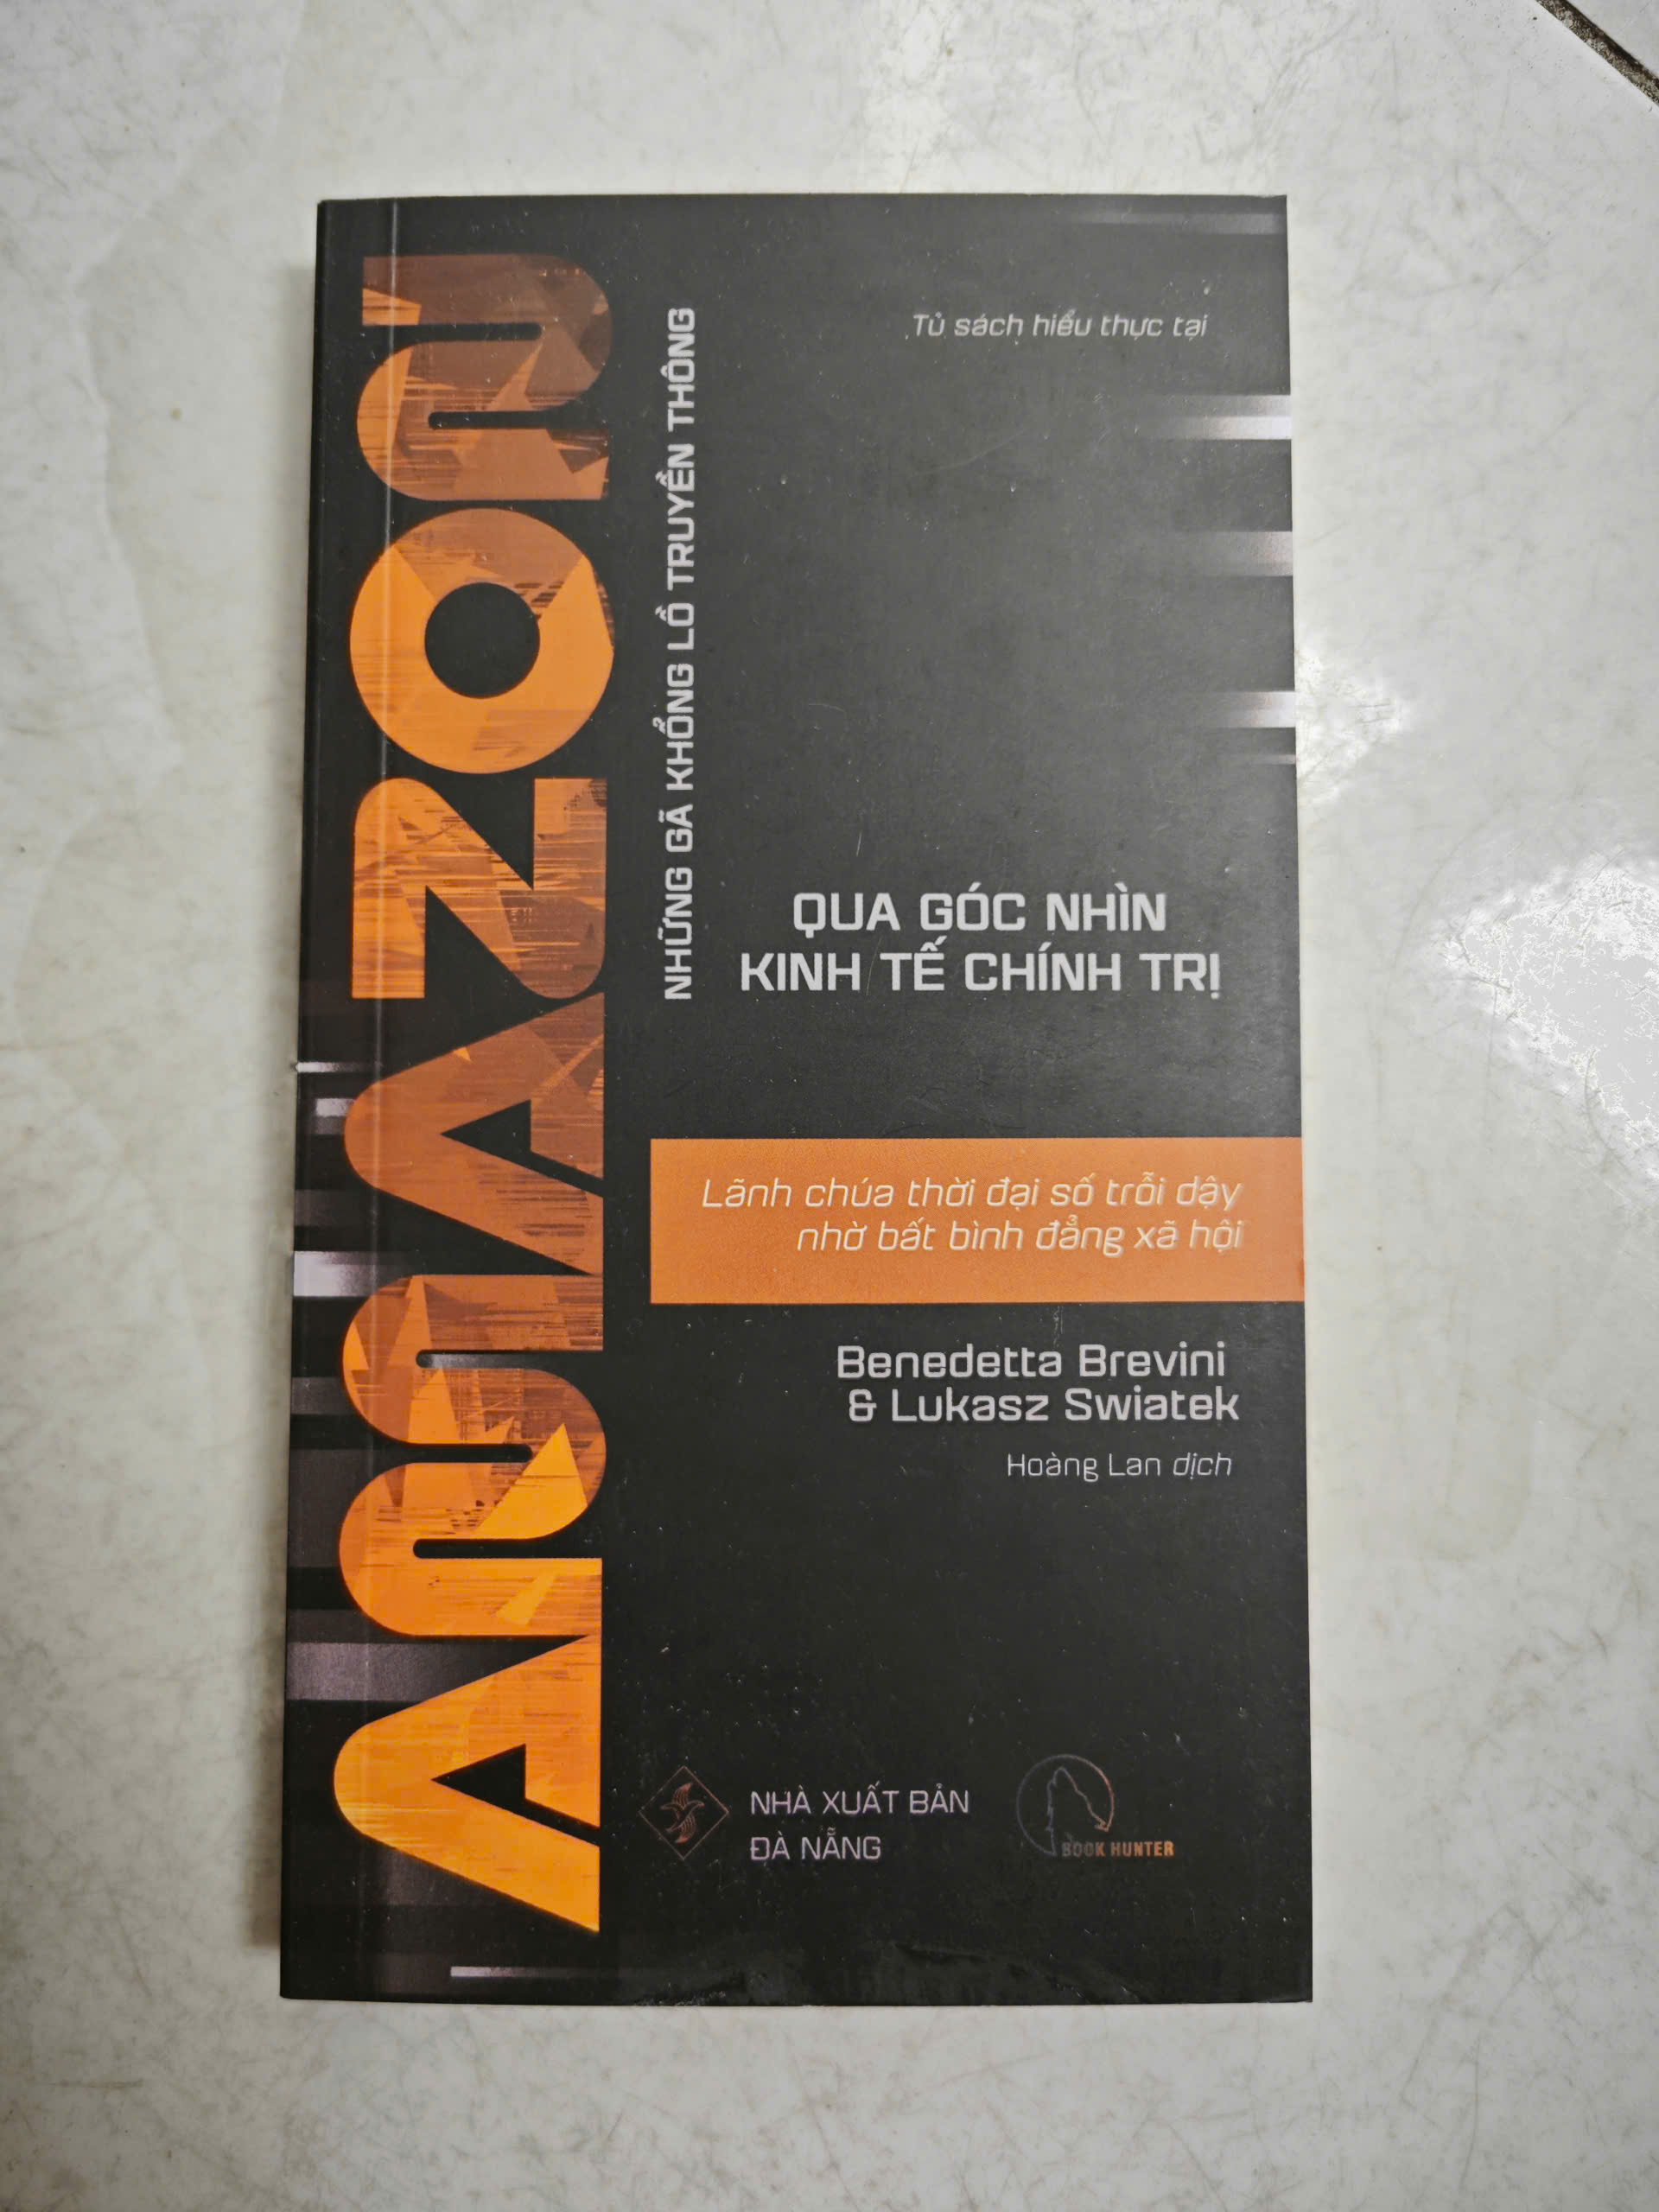 Tủ sách hiểu thực tại
AMAZON
NHỮNG GÃ KHỔNG LỒ TRUYỀN THÔNG
QUA GÓC NHÌN
KINH TẾ CHÍNH TRỊ
Lãnh chúa thời đại số trỗi dậy
nhờ bất bình đẳng xã hội
Benedetta Brevini
& Lukasz Swiatek
Hoàng Lan dịch
NHÀ XUẤT BẢN
ĐÀ NẴNG
BOOK HUNTER